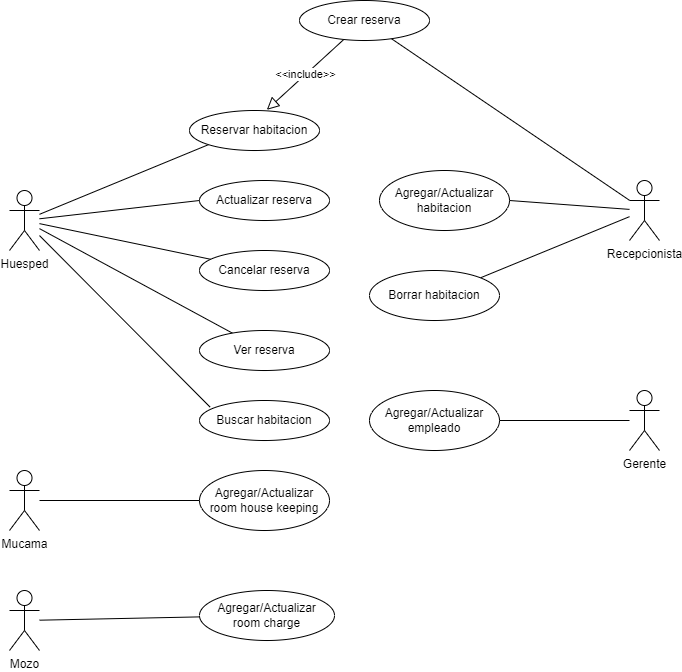 Crear reserva
<<include>>
Reservar habitacion
Actualizar reserva
Agregar/Actualizar
habitacion
Huesped
Recepcionista
Cancelar reserva
Borrar habitacion
Ver reserva
Buscar habitacion
Agregar/Actualizar
empleado
Gerente
Agregar/Actualizar
room house keeping
Mucama
Agregar/Actualizar
room charge
Mozo